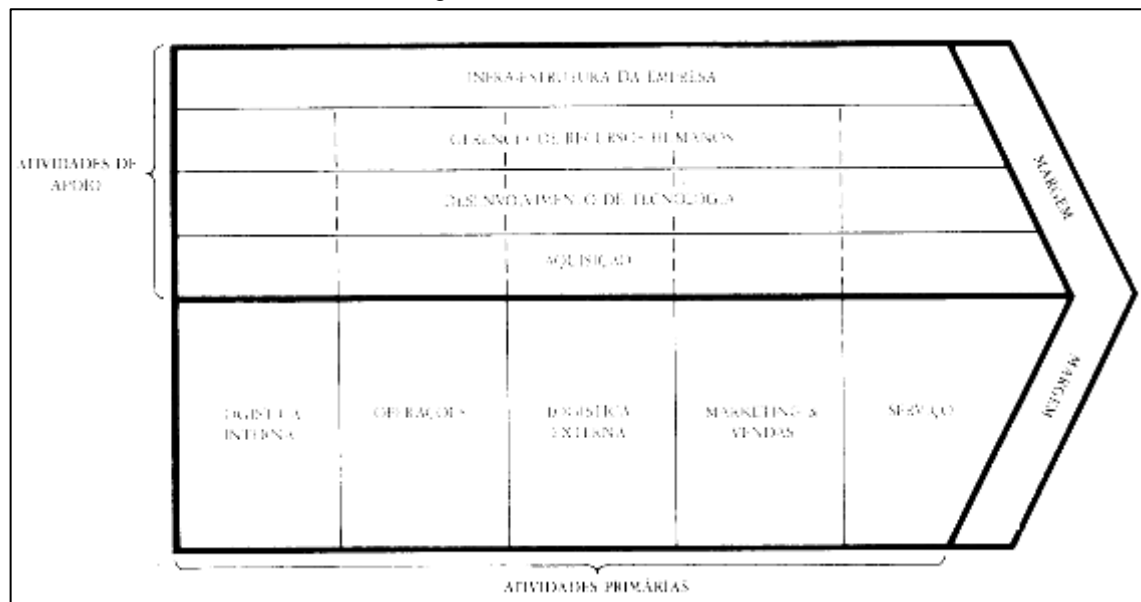 INFRA-ESTRUTURA DA EMPRESA
GERÊNCIA DE RECURSOS HUMANOS
ATIVIDADES DE
APOIO
DESENVOLVIMENTO DE TECNOLOGIA
AQUISIÇÃO
MARGEM
MARGEM
LOGÍSTICA
INTERNA
OPERAÇÕES
LOGÍSTICA
EXTERNA
MARKETING &
VENDAS
SERVIÇO
ATIVIDADES PRIMÁRIAS